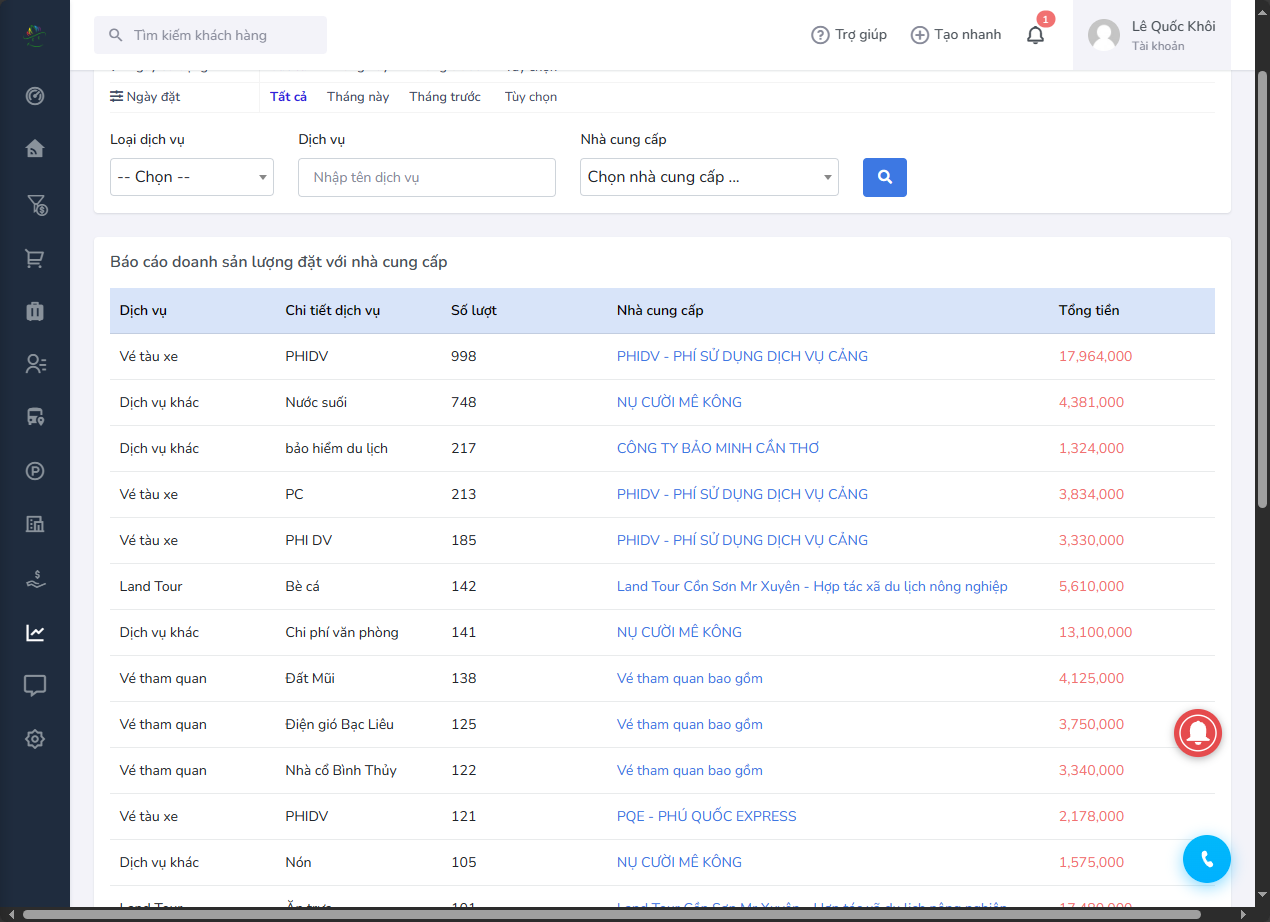 Tìm kiếm khách hàng
Trợ giúp
Tạo nhanh
1
Lê Quốc Khôi
Tài khoản
Ngày đặt
Tất cả
Tháng này
Tháng trước
Tùy chọn
Loại dịch vụ
Dịch vụ
Nhà cung cấp
-- Chọn --
Nhập tên dịch vụ
Chọn nhà cung cấp ...
Báo cáo doanh sản lượng đặt với nhà cung cấp
Dịch vụ Chi tiết dịch vụ Số lượt Nhà cung cấp Tổng tiền
Vé tàu xe PHIDV 998 PHIDV - PHÍ SỬ DỤNG DỊCH VỤ CẢNG 17,964,000
Dịch vụ khác Nước suối 748 NỤ CƯỜI MÊ KÔNG 4,381,000
Dịch vụ khác bảo hiểm du lịch 217 CÔNG TY BẢO MINH CẦN THƠ 1,324,000
Vé tàu xe PC 213 PHIDV - PHÍ SỬ DỤNG DỊCH VỤ CẢNG 3,834,000
Vé tàu xe PHI DV 185 PHIDV - PHÍ SỬ DỤNG DỊCH VỤ CẢNG 3,330,000
Land Tour Bè cá 142 Land Tour Cồn Sơn Mr Xuyên - Hợp tác xã du lịch nông nghiệp 5,610,000
Dịch vụ khác Chi phí văn phòng 141 NỤ CƯỜI MÊ KÔNG 13,100,000
Vé tham quan Đất Mũi 138 Vé tham quan bao gồm 4,125,000
Vé tham quan Điện gió Bạc Liêu 125 Vé tham quan bao gồm 3,750,000
Vé tham quan Nhà cổ Bình Thủy 122 Vé tham quan bao gồm 3,340,000
Vé tàu xe PHIDV 121 PQE - PHÚ QUỐC EXPRESS 2,178,000
Dịch vụ khác Nón 105 NỤ CƯỜI MÊ KÔNG 1,575,000
Land Tour Ăn trưa 101 Land Tour Cồn Sơn Mr Xuyên - Hợp tác xã du lịch nông nghiệp 17,480,000